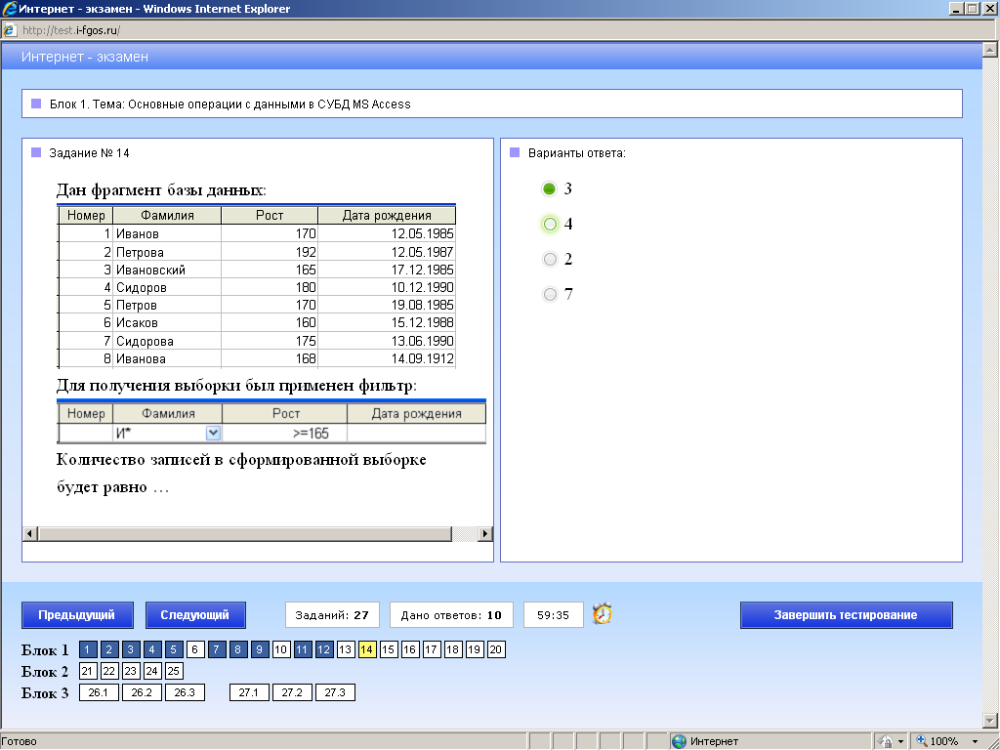 Интернет - экзамен - Windows Internet Explorer
http://test.i-fgos.ru/
Интернет - экзамен
Блок 1. Тема: Основные операции с данными в СУБД MS Access
Задание № 14
Дан фрагмент базы данных:
Номер Фамилия Рост Дата рождения
1 Иванов 170 12.05.1985
2 Петрова 192 12.05.1987
3 Ивановский 165 17.12.1985
4 Сидоров 180 10.12.1990
5 Петров 170 19.08.1985
6 Исаков 160 15.12.1988
7 Сидорова 175 13.06.1990
8 Иванова 168 14.09.1912
Для получения выборки был применен фильтр:
Номер Фамилия Рост Дата рождения
И* >=165
Количество записей в сформированной выборке
будет равно …
Варианты ответа:
3
4
2
7
Предыдущий Следующий Заданий: 27 Дано ответов: 10 59:35 Завершить тестирование
Блок 1 1 2 3 4 5 6 7 8 9 10 11 12 13 14 15 16 17 18 19 20
Блок 2 21 22 23 24 25
Блок 3 26.1 26.2 26.3 27.1 27.2 27.3
Готово Интернет 100%